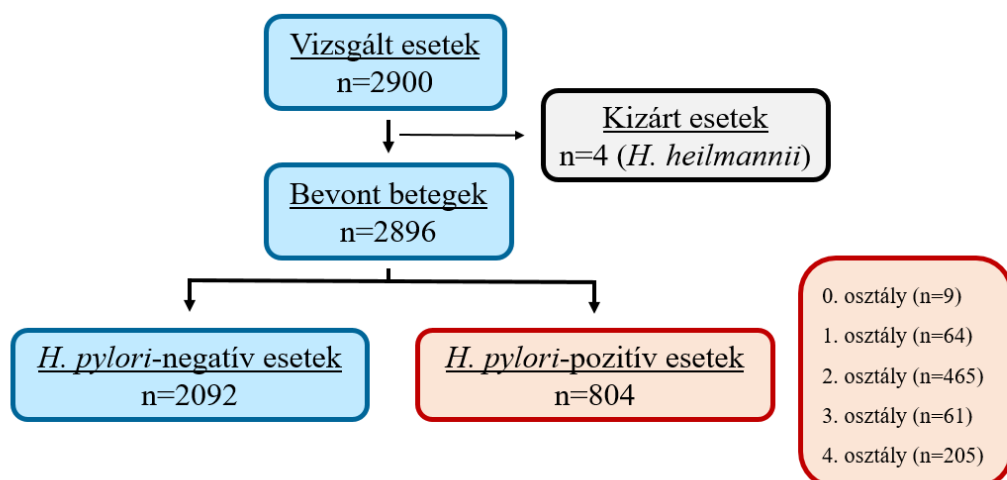 Vizsgált esetek
n=2900
Kizárt esetek
n=4 (H. heilmannii)
Bevont betegek
n=2896
H. pylori-negatív esetek
n=2092
H. pylori-pozitív esetek
n=804
0. osztály (n=9)
1. osztály (n=64)
2. osztály (n=465)
3. osztály (n=61)
4. osztály (n=205)